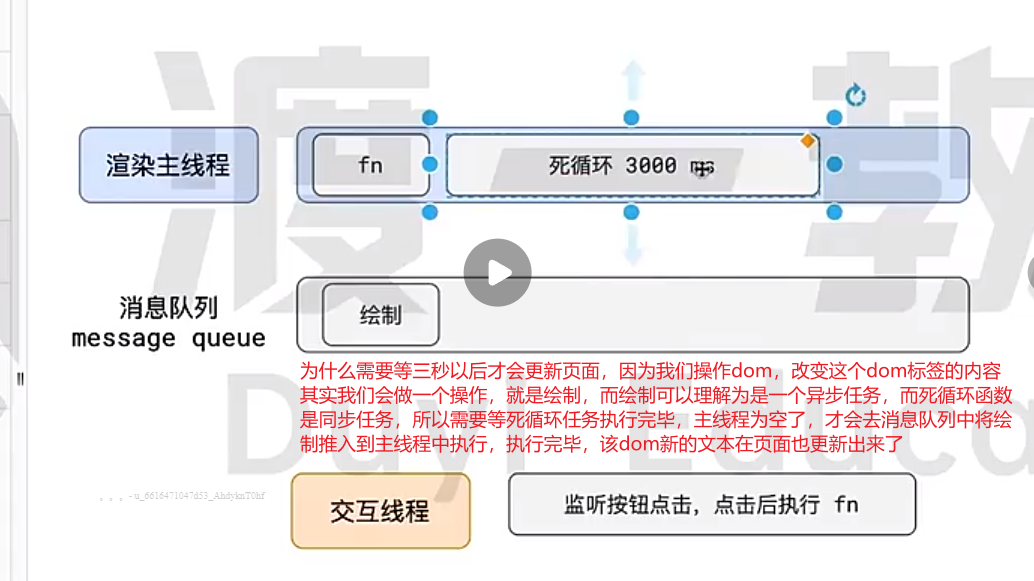 渡 教
渲染主线程
fn
死循环 3000 ms
消息队列
message queue
绘制
为什么需要等三秒以后才会更新页面，因为我们操作dom，改变这个dom标签的内容
其实我们会做一个操作，就是绘制，而绘制可以理解为是一个异步任务，而死循环函数
是同步任务，所以需要等死循环任务执行完毕，主线程为空了，才会去消息队列中将绘
制推入到主线程中执行，执行完毕，该dom新的文本在页面也更新出来了
Duyi Educa
。。。- u_6616471047d53_AhdyknT0hf
交互线程
监听按钮点击，点击后执行 fn